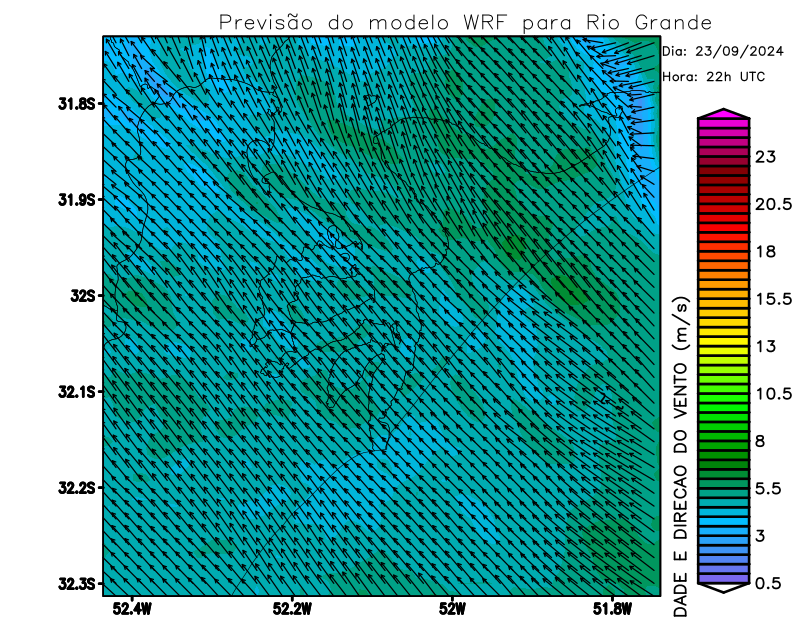 Previsão do modelo WRF para Rio Grande
Dia: 23/09/2024
Hora: 22h UTC
31.8S
31.9S
32S
32.1S
32.2S
32.3S
52.4W
52.2W
52W
51.8W
DADE E DIRECAO DO VENTO (m/s)
23
20.5
18
15.5
13
10.5
8
5.5
3
0.5